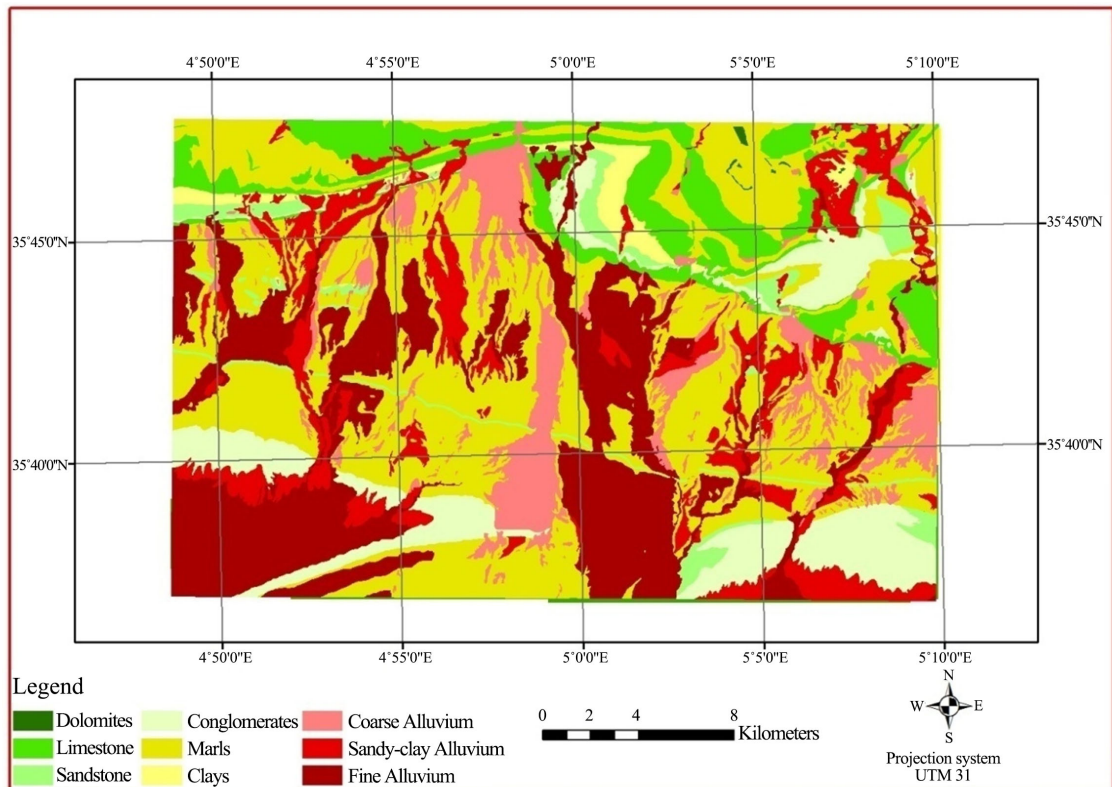 4°50'0"E 4°55'0"E 5°0'0"E 5°5'0"E 5°10'0"E
35°45'0"N 35°45'0"N
35°40'0"N 35°40'0"N
4°50'0"E 4°55'0"E 5°0'0"E 5°5'0"E 5°10'0"E
Legend
Dolomites Conglomerates Coarse Alluvium
Limestone Marls Sandy-clay Alluvium
Sandstone Clays Fine Alluvium
0 2 4 8
Kilometers
N
W E
S
Projection system
UTM 31